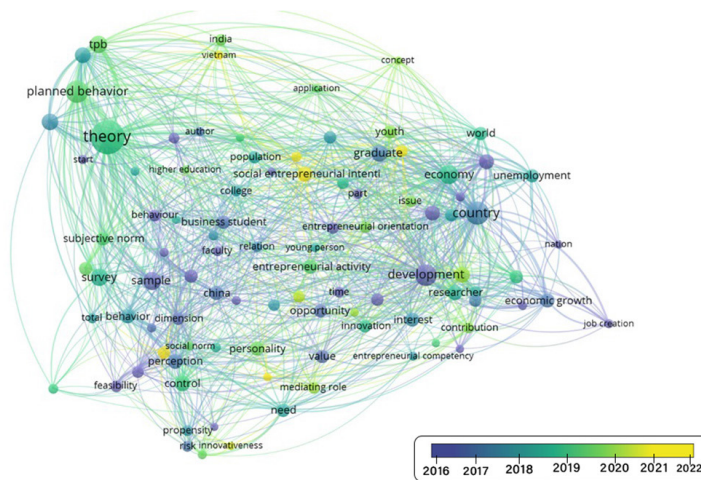 india
tpb
vietnam
concept
planned behavior
application
theory
author
youth
world
start
population
graduate
higher education
social entrepreneurial intenti
economy
unemployment
college
part
behaviour
business student
issue
country
entrepreneurial orientation
subjective norm
faculty
relation
young person
nation
survey
sample
entrepreneurial activity
development
china
time
researcher
economic growth
total behavior
dimension
opportunity
interest
innovation
contribution
job creation
social norm
personality
perception
value
entrepreneurial competency
feasibility
control
mediating role
need
propensity
risk innovativeness
2016 2017 2018 2019 2020 2021 2022